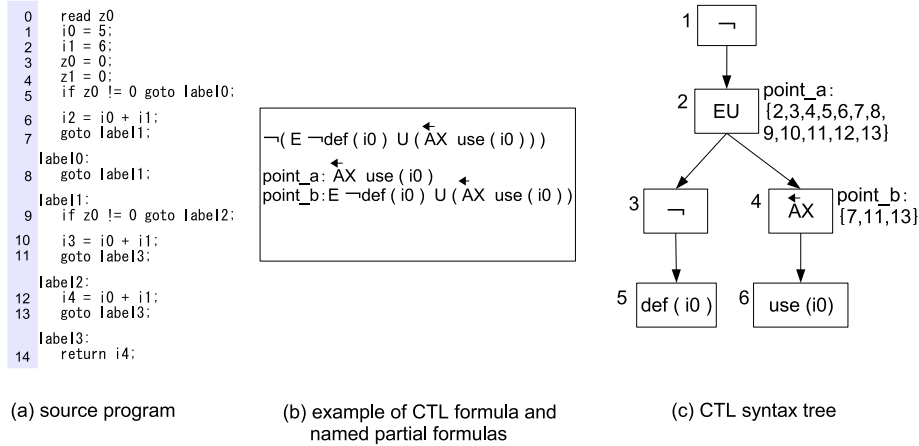 0 read z0
1 i0 = 5;
2 i1 = 6;
3 z0 = 0;
4 z1 = 0;
5 if z0 != 0 goto label0;
6 i2 = i0 + i1;
7 goto label1;
label0:
8 goto label1;
label1:
9 if z0 != 0 goto label2;
10 i3 = i0 + i1;
11 goto label3;
label2:
12 i4 = i0 + i1;
13 goto label3;
label3:
14 return i4;
(a) source program
¬( E ¬def ( i0 ) U ( ←AX use ( i0 ) ) )
point_a: ←AX use ( i0 )
point_b: E ¬def ( i0 ) U ( ←AX use ( i0 ) )
(b) example of CTL formula and
named partial formulas
1 ¬
2 EU
point_a:
{2,3,4,5,6,7,8,
9,10,11,12,13}
3 ¬
4 ←AX
point_b:
{7,11,13}
5 def ( i0 )
6 use (i0)
(c) CTL syntax tree